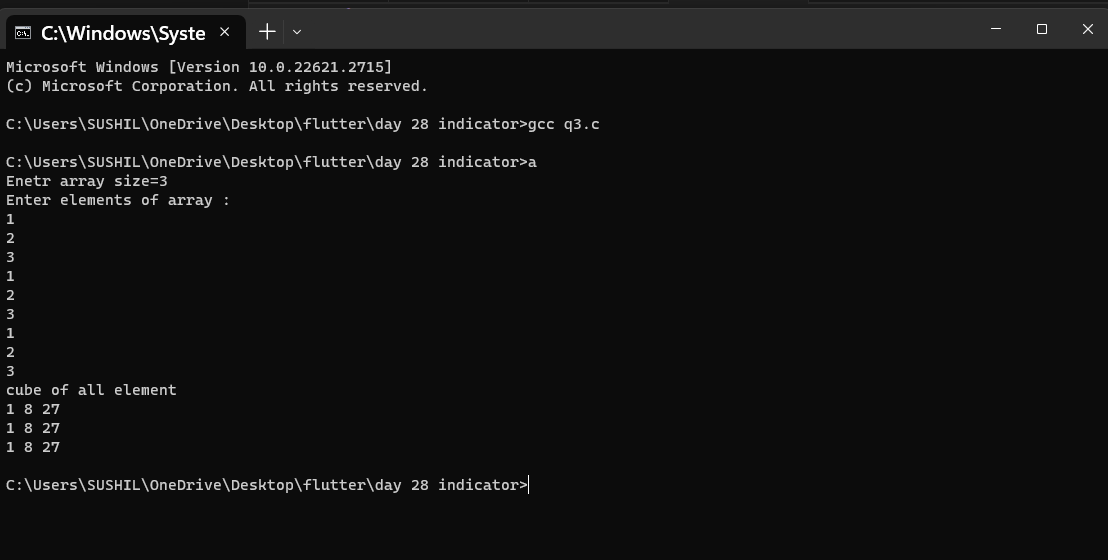 C:\Windows\Syste
Microsoft Windows [Version 10.0.22621.2715]
(c) Microsoft Corporation. All rights reserved.
C:\Users\SUSHIL\OneDrive\Desktop\flutter\day 28 indicator>gcc q3.c
C:\Users\SUSHIL\OneDrive\Desktop\flutter\day 28 indicator>a
Enetr array size=3
Enter elements of array :
1
2
3
1
2
3
1
2
3
cube of all element
1 8 27
1 8 27
1 8 27
C:\Users\SUSHIL\OneDrive\Desktop\flutter\day 28 indicator>